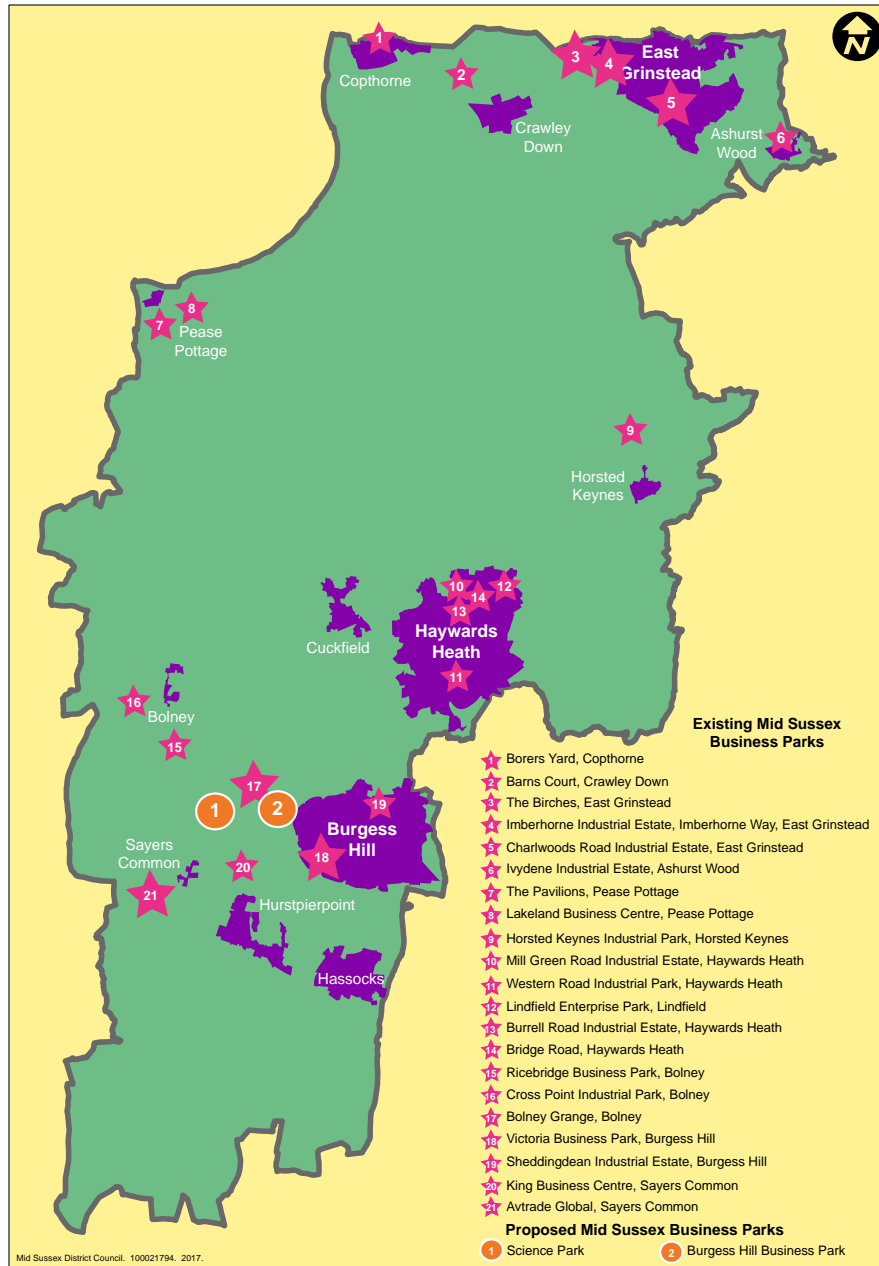 N
1
Copthorne
2
Crawley
Down
3
4
East
Grinstead
5
Ashurst
Wood
6
7
8
Pease
Pottage
9
Horsted
Keynes
10
12
14
13
Haywards
Heath
11
Cuckfield
16
Bolney
15
17
1
2
19
Burgess
Hill
18
Sayers
Common
20
21
Hurstpierpoint
Hassocks
Existing Mid Sussex
Business Parks
1 Borers Yard, Copthorne
2 Barns Court, Crawley Down
3 The Birches, East Grinstead
4 Imberhorne Industrial Estate, Imberhorne Way, East Grinstead
5 Charlwoods Road Industrial Estate, East Grinstead
6 Ivydene Industrial Estate, Ashurst Wood
7 The Pavilions, Pease Pottage
8 Lakeland Business Centre, Pease Pottage
9 Horsted Keynes Industrial Park, Horsted Keynes
10 Mill Green Road Industrial Estate, Haywards Heath
11 Western Road Industrial Park, Haywards Heath
12 Lindfield Enterprise Park, Lindfield
13 Burrell Road Industrial Estate, Haywards Heath
14 Bridge Road, Haywards Heath
15 Ricebridge Business Park, Bolney
16 Cross Point Industrial Park, Bolney
17 Bolney Grange, Bolney
18 Victoria Business Park, Burgess Hill
19 Sheddingdean Industrial Estate, Burgess Hill
20 King Business Centre, Sayers Common
21 Avtrade Global, Sayers Common
Proposed Mid Sussex Business Parks
1 Science Park
2 Burgess Hill Business Park
Mid Sussex District Council. 100021794. 2017.